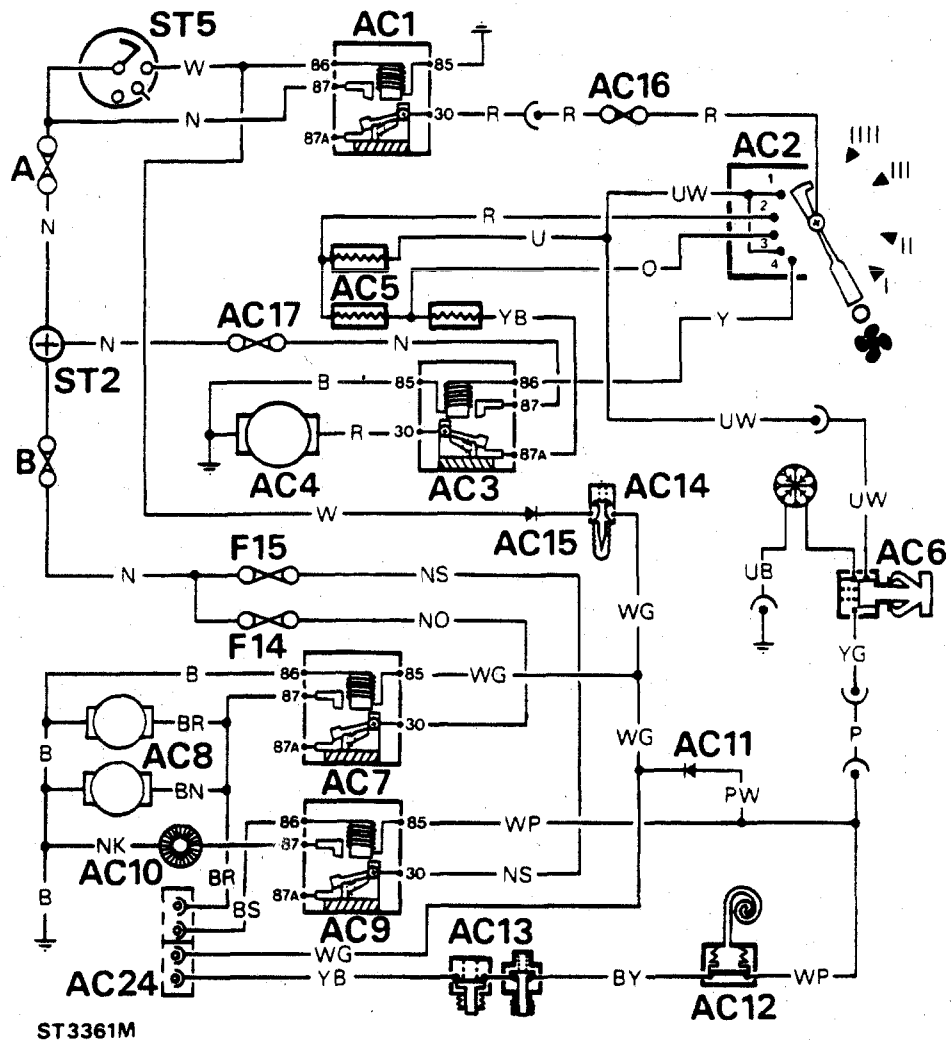 ST5
AC1
W
86
85
87
N
30
R
R
AC16
R
87A
A
AC2
IIII
III
II
I
1
2
3
4
UW
R
U
O
N
AC5
AC17
YB
Y
N
N
ST2
B
85
86
87
R
30
87A
UW
B
AC4
AC3
AC14
W
AC15
UW
AC6
F15
UB
N
NS
WG
F14
NO
YG
B
86
85
WG
87
BR
30
WG
AC11
P
B
AC8
87A
BN
AC7
PW
86
85
WP
NK
87
AC10
BR
30
NS
B
BS
87A
AC9
AC13
WG
AC24
YB
BY
WP
AC12
ST3361M